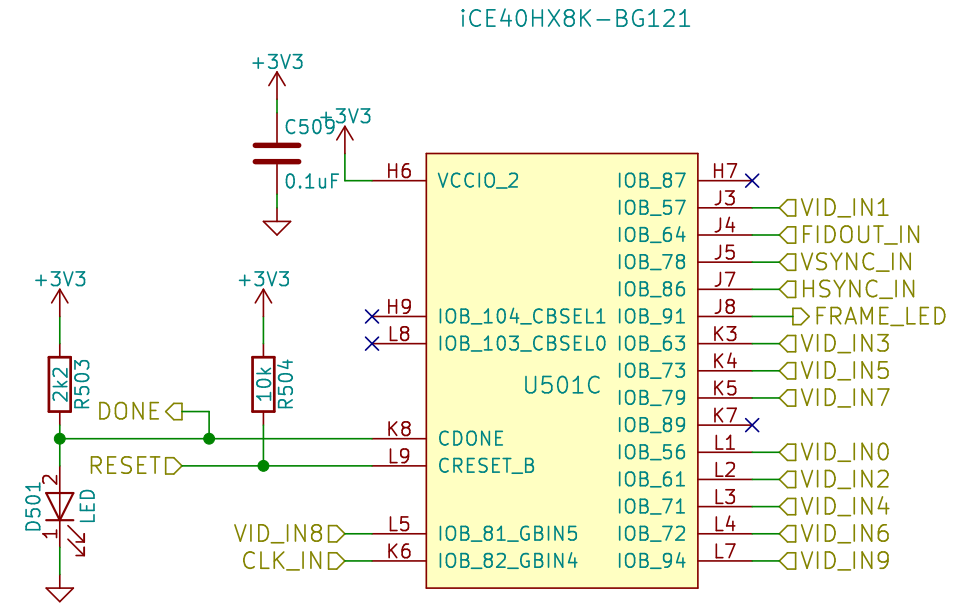 iCE40HX8K-BG121
+3V3
+3V3
C509
0.1uF
H6 VCCIO_2 IOB_87 H7
IOB_57 J3 VID_IN1
IOB_64 J4 FIDOUT_IN
IOB_78 J5 VSYNC_IN
+3V3 +3V3 IOB_86 J7 HSYNC_IN
H9 IOB_104_CBSEL1 IOB_91 J8 FRAME_LED
L8 IOB_103_CBSEL0 IOB_63 K3 VID_IN3
2k2 R503 10k R504 IOB_73 K4 VID_IN5
U501C
IOB_79 K5 VID_IN7
DONE IOB_89 K7
K8 CDONE IOB_56 L1 VID_IN0
RESET L9 CRESET_B IOB_61 L2 VID_IN2
D501 2 1 LED IOB_71 L3 VID_IN4
VID_IN8 L5 IOB_81_GBIN5 IOB_72 L4 VID_IN6
CLK_IN K6 IOB_82_GBIN4 IOB_94 L7 VID_IN9